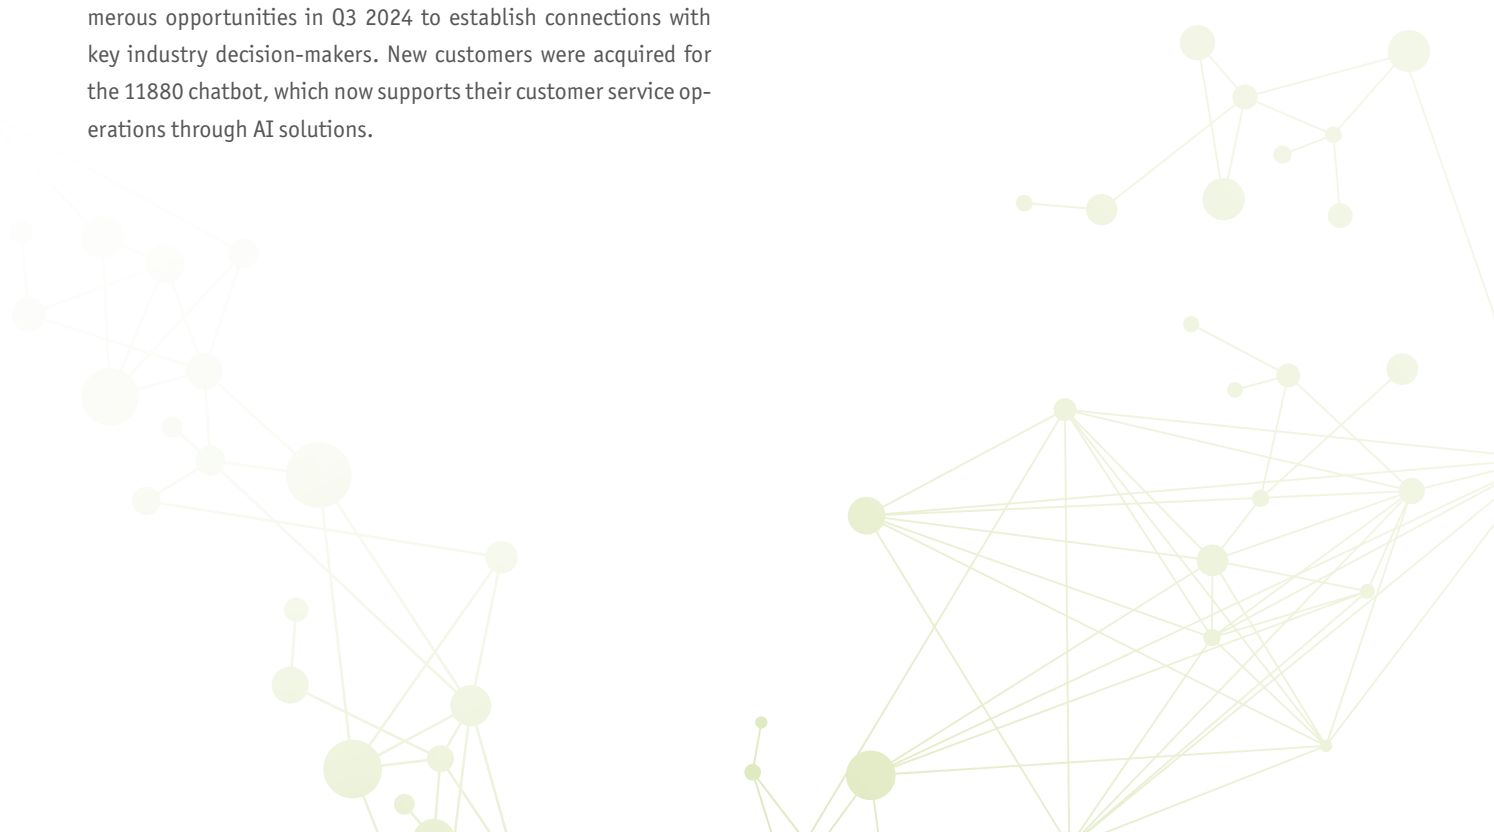 merous opportunities in Q3 2024 to establish connections with
key industry decision-makers. New customers were acquired for
the 11880 chatbot, which now supports their customer service op-
erations through AI solutions.